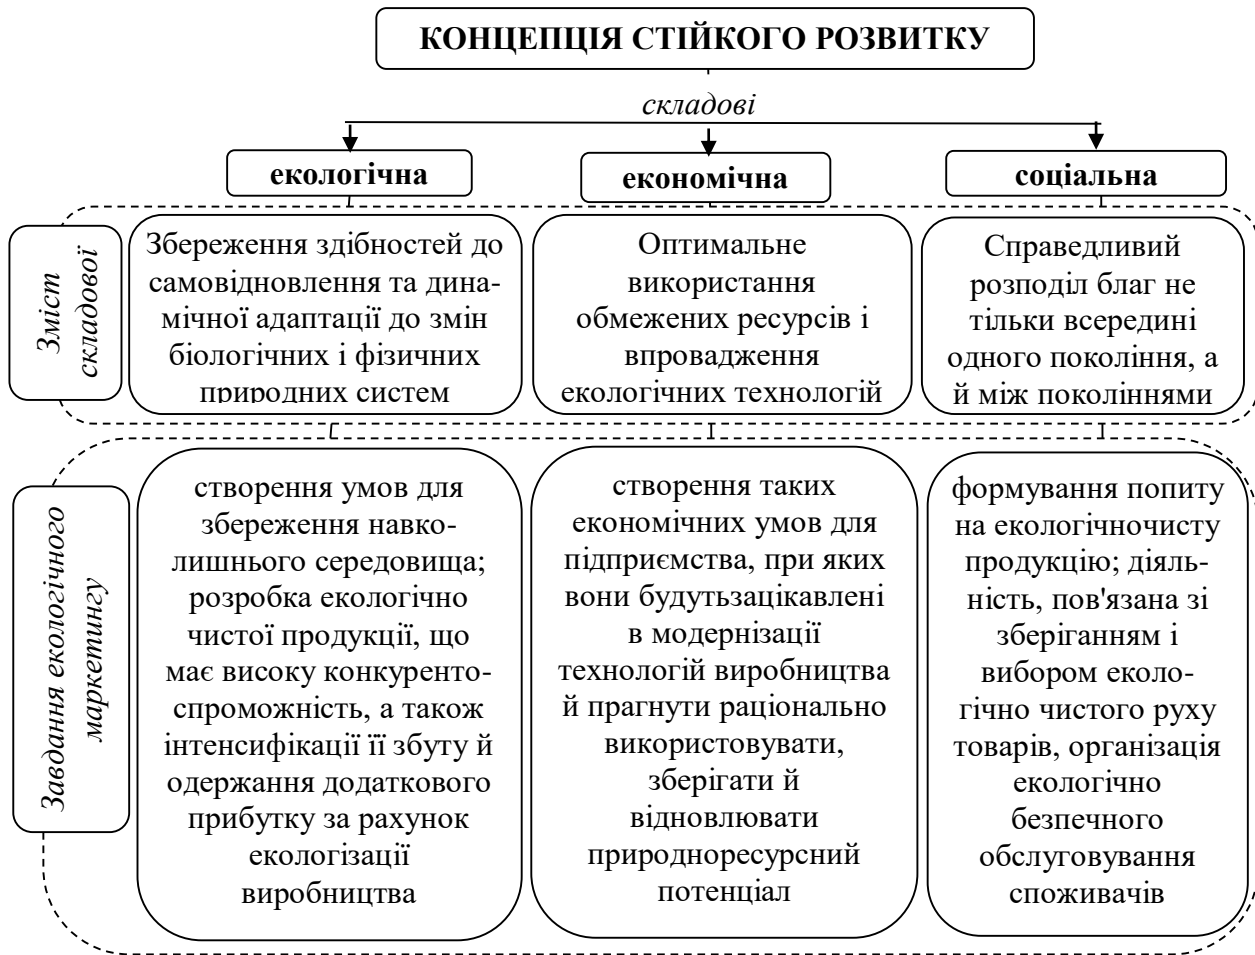 КОНЦЕПЦІЯ СТІЙКОГО РОЗВИТКУ
складові
екологічна
економічна
соціальна
Зміст
складової
Збереження здібностей до
самовідновлення та дина-
мічної адаптації до змін
біологічних і фізичних
природних систем
Оптимальне
використання
обмежених ресурсів і
впровадження
екологічних технологій
Справедливий
розподіл благ не
тільки всередині
одного покоління, а
й між поколіннями
Завдання екологічного
маркетингу
створення умов для
збереження навко-
лишнього середовища;
розробка екологічно
чистої продукції, що
має високу конкуренто-
спроможність, а також
інтенсифікації її збуту й
одержання додаткового
прибутку за рахунок
екологізації
виробництва
створення таких
економічних умов для
підприємства, при яких
вони будутьзацікавлені
в модернізації
технологій виробництва
й прагнути раціонально
використовувати,
зберігати й
відновлювати
природноресурсний
потенціал
формування попиту
на екологічночисту
продукцію; діяль-
ність, пов'язана зі
зберіганням і
вибором еколо-
гічно чистого руху
товарів, організація
екологічно
безпечного
обслуговування
споживачів